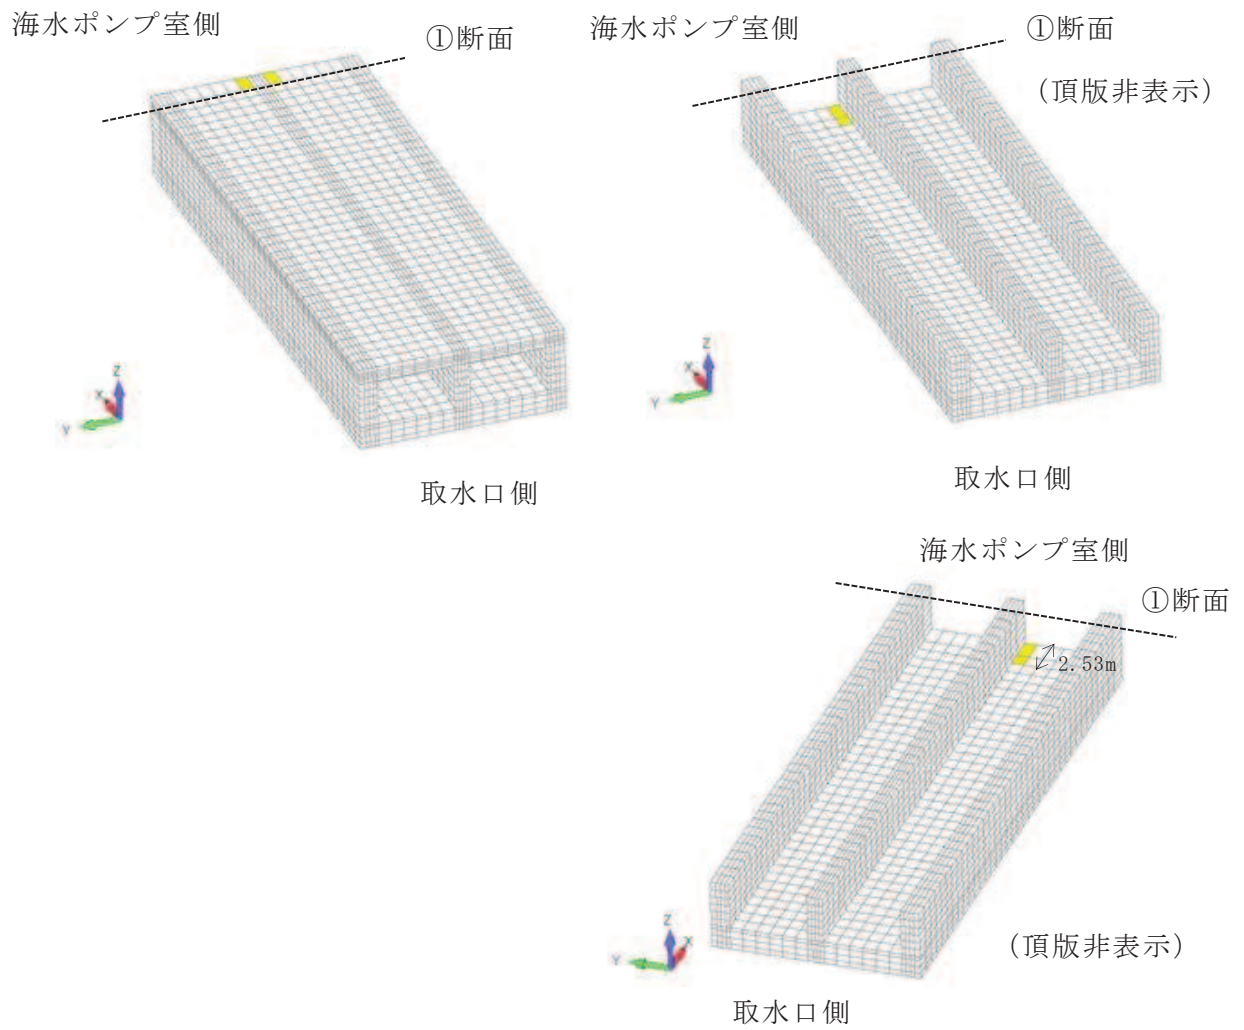 海水ポンプ室側
①断面
Z
X
Y
取水口側
海水ポンプ室側
①断面
(頂版非表示)
Z
X
Y
取水口側
海水ポンプ室側
①断面
2.53m
Z
X
Y
(頂版非表示)
取水口側